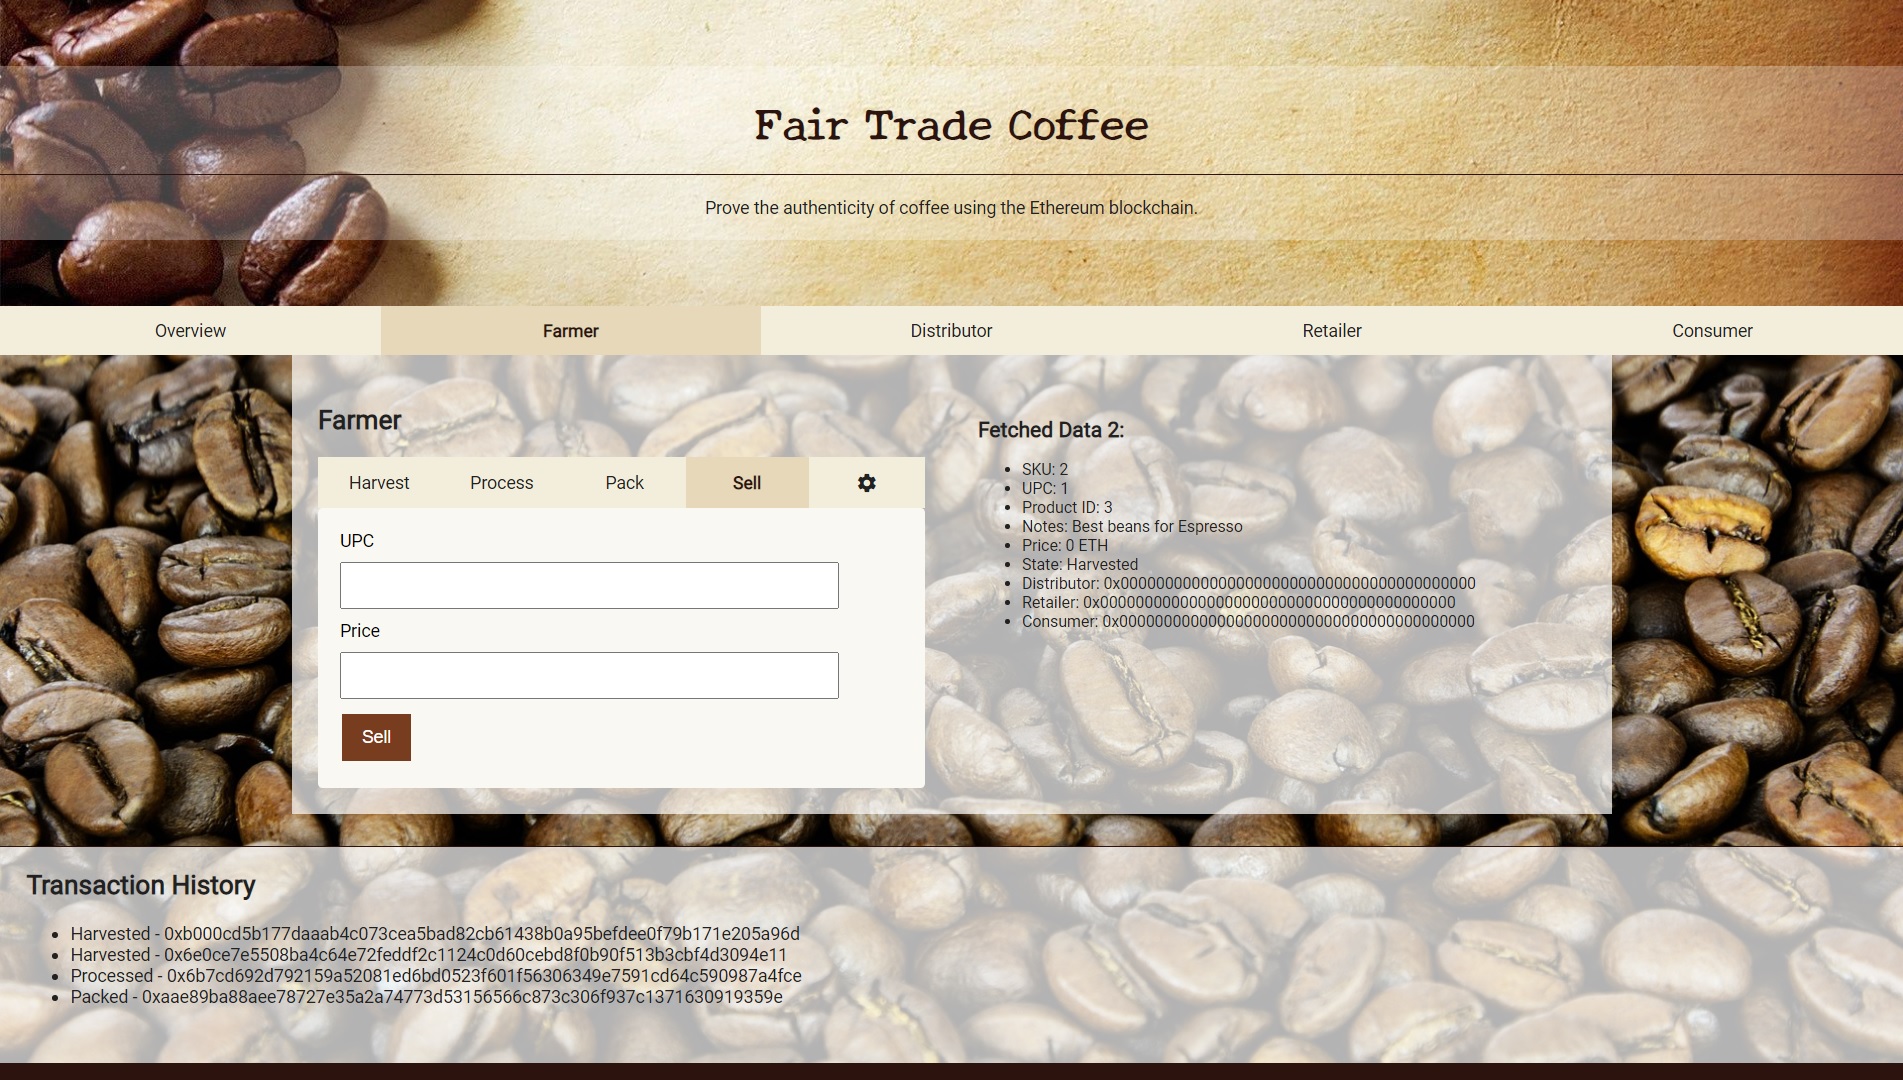 Fair Trade Coffee
Prove the authenticity of coffee using the Ethereum blockchain.
Overview
Farmer
Distributor
Retailer
Consumer
Farmer
Harvest
Process
Pack
Sell
UPC
Price
Sell
Fetched Data 2:
SKU: 2
UPC: 1
Product ID: 3
Notes: Best beans for Espresso
Price: 0 ETH
State: Harvested
Distributor: 0x0000000000000000000000000000000000000000
Retailer: 0x0000000000000000000000000000000000000000
Consumer: 0x0000000000000000000000000000000000000000
Transaction History
Harvested - 0xb000cd5b177daaab4c073cea5bad82cb61438b0a95befdee0f79b171e205a96d
Harvested - 0x6e0ce7e5508ba4c64e72feddf2c1124c0d60cebd8f0b90f513b3cbf4d3094e11
Processed - 0x6b7cd692d792159a52081ed6bd0523f601f56306349e7591cd64c590987a4fce
Packed - 0xaae89ba88aee78727e35a2a74773d53156566c873c306f937c1371630919359e